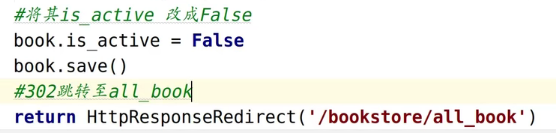 #将其is_active 改成False
book.is_active = False
book.save()
#302跳转至all_book
return HttpResponseRedirect('/bookstore/all_book')